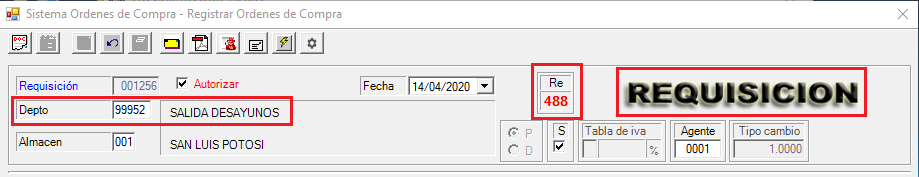 Sistema Ordenes de Compra - Registrar Ordenes de Compra
Requisición 001256 Autorizar Fecha 14/04/2020 Re
488 REQUISICION
Depto 99952 SALIDA DESAYUNOS
Almacen 001 SAN LUIS POTOSI P D S Tabla de iva % Agente 0001 Tipo cambio 1.0000